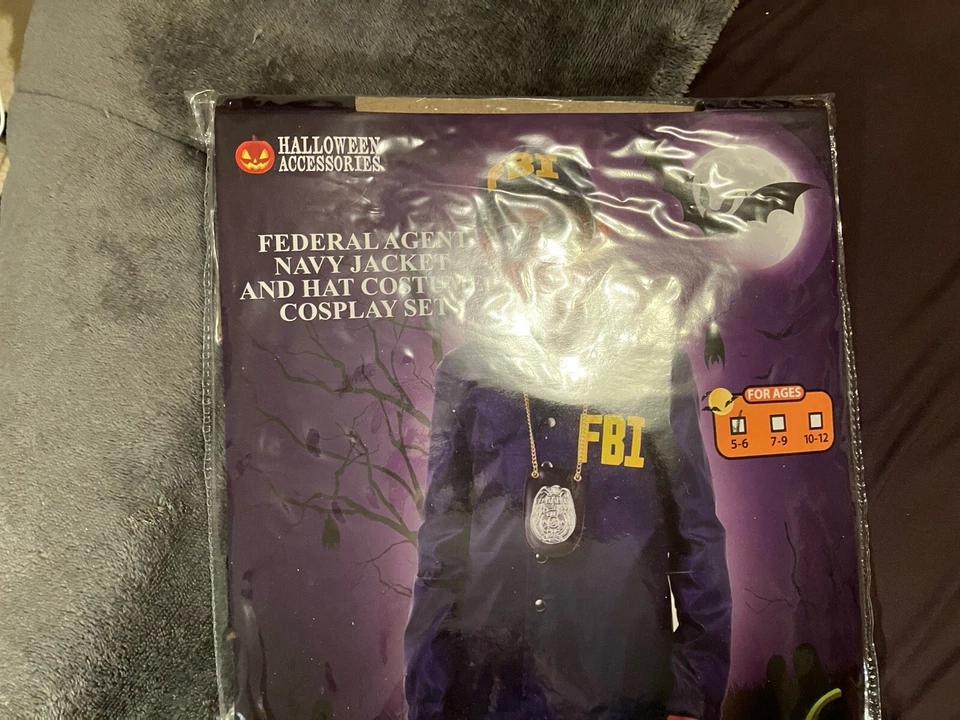 HALLOWEEN
ACCESSORIES
FEDERAL AGENT
NAVY JACKET
AND HAT COSTUME
COSPLAY SET
FBI
FBI
FOR AGES
5-6 7-9 10-12